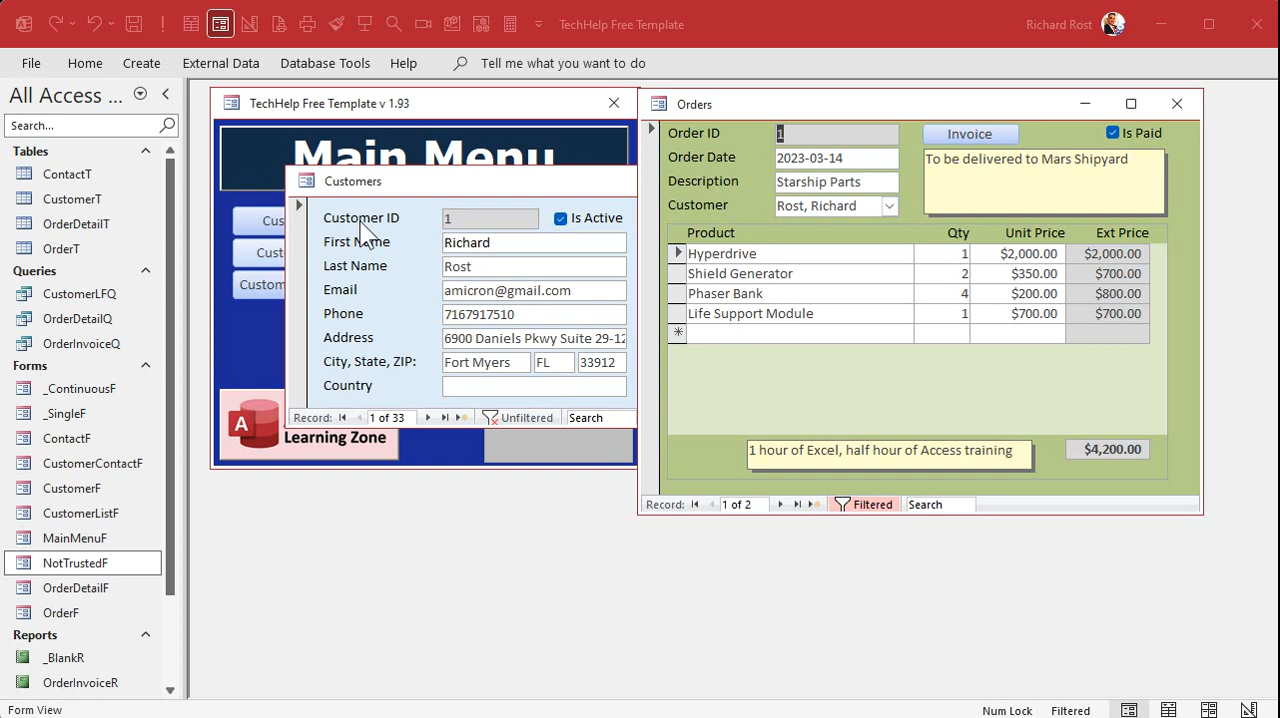 TechHelp Free Template
Richard Rost
File Home Create External Data Database Tools Help Tell me what you want to do
All Access ...
Search...
Tables
ContactT
CustomerT
OrderDetailT
OrderT
Queries
CustomerLFQ
OrderDetailQ
OrderInvoiceQ
Forms
_ContinuousF
_SingleF
ContactF
CustomerContactF
CustomerF
CustomerListF
MainMenuF
NotTrustedF
OrderDetailF
OrderF
Reports
_BlankR
OrderInvoiceR
TechHelp Free Template v 1.93
Main Menu
Cus
Cust
Custom
A
Learning Zone
Customers
Customer ID 1 Is Active
First Name Richard
Last Name Rost
Email amicron@gmail.com
Phone 7167917510
Address 6900 Daniels Pkwy Suite 29-12
City, State, ZIP: Fort Myers FL 33912
Country
Record: 1 of 33 Unfiltered Search
Orders
Order ID 1 Invoice Is Paid
Order Date 2023-03-14 To be delivered to Mars Shipyard
Description Starship Parts
Customer Rost, Richard
Product Qty Unit Price Ext Price
Hyperdrive 1 $2,000.00 $2,000.00
Shield Generator 2 $350.00 $700.00
Phaser Bank 4 $200.00 $800.00
Life Support Module 1 $700.00 $700.00
1 hour of Excel, half hour of Access training $4,200.00
Record: 1 of 2 Filtered Search
Form View Num Lock Filtered